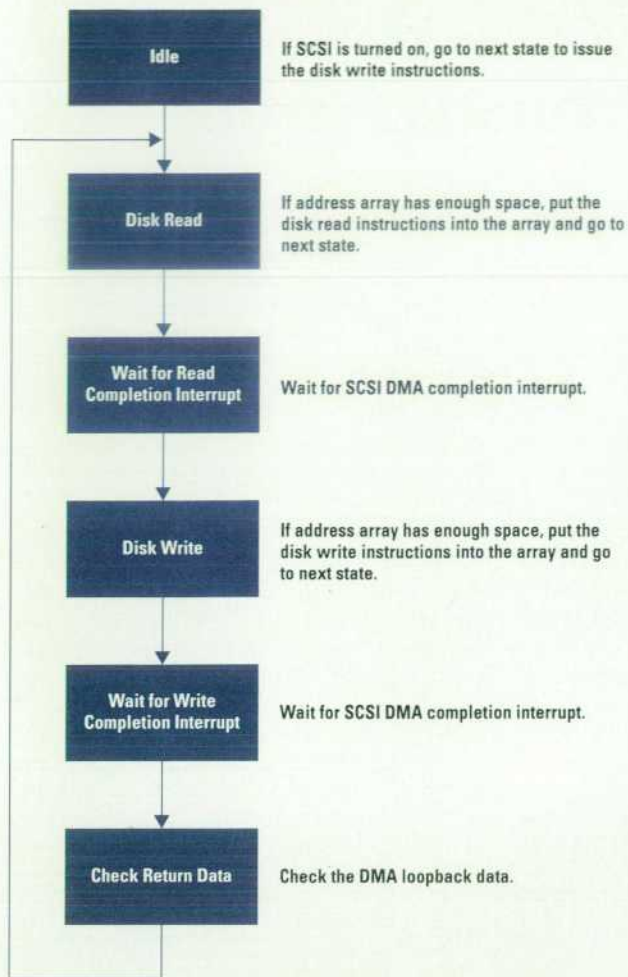 Idle
If SCSI is turned on, go to next state to issue
the disk write instructions.
Disk Read
If address array has enough space, put the
disk read instructions into the array and go to
next state.
Wait for Read
Completion Interrupt
Wait for SCSI DMA completion interrupt.
Disk Write
If address array has enough space, put the
disk write instructions into the array and go
to next state.
Wait for Write
Completion Interrupt
Wait for SCSI DMA completion interrupt.
Check Return Data
Check the DMA loopback data.